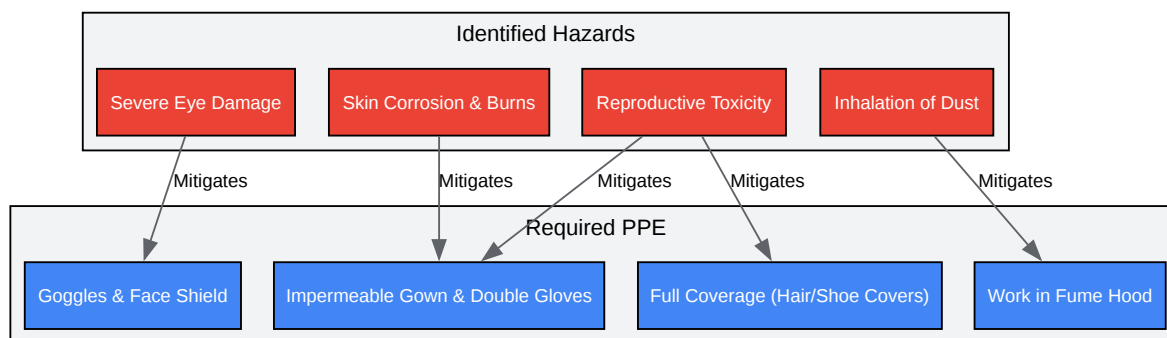 Identified Hazards
Severe Eye Damage
Skin Corrosion & Burns
Reproductive Toxicity
Inhalation of Dust
Mitigates
Mitigates
Mitigates
Mitigates
Mitigates
Required PPE
Goggles & Face Shield
Impermeable Gown & Double Gloves
Full Coverage (Hair/Shoe Covers)
Work in Fume Hood